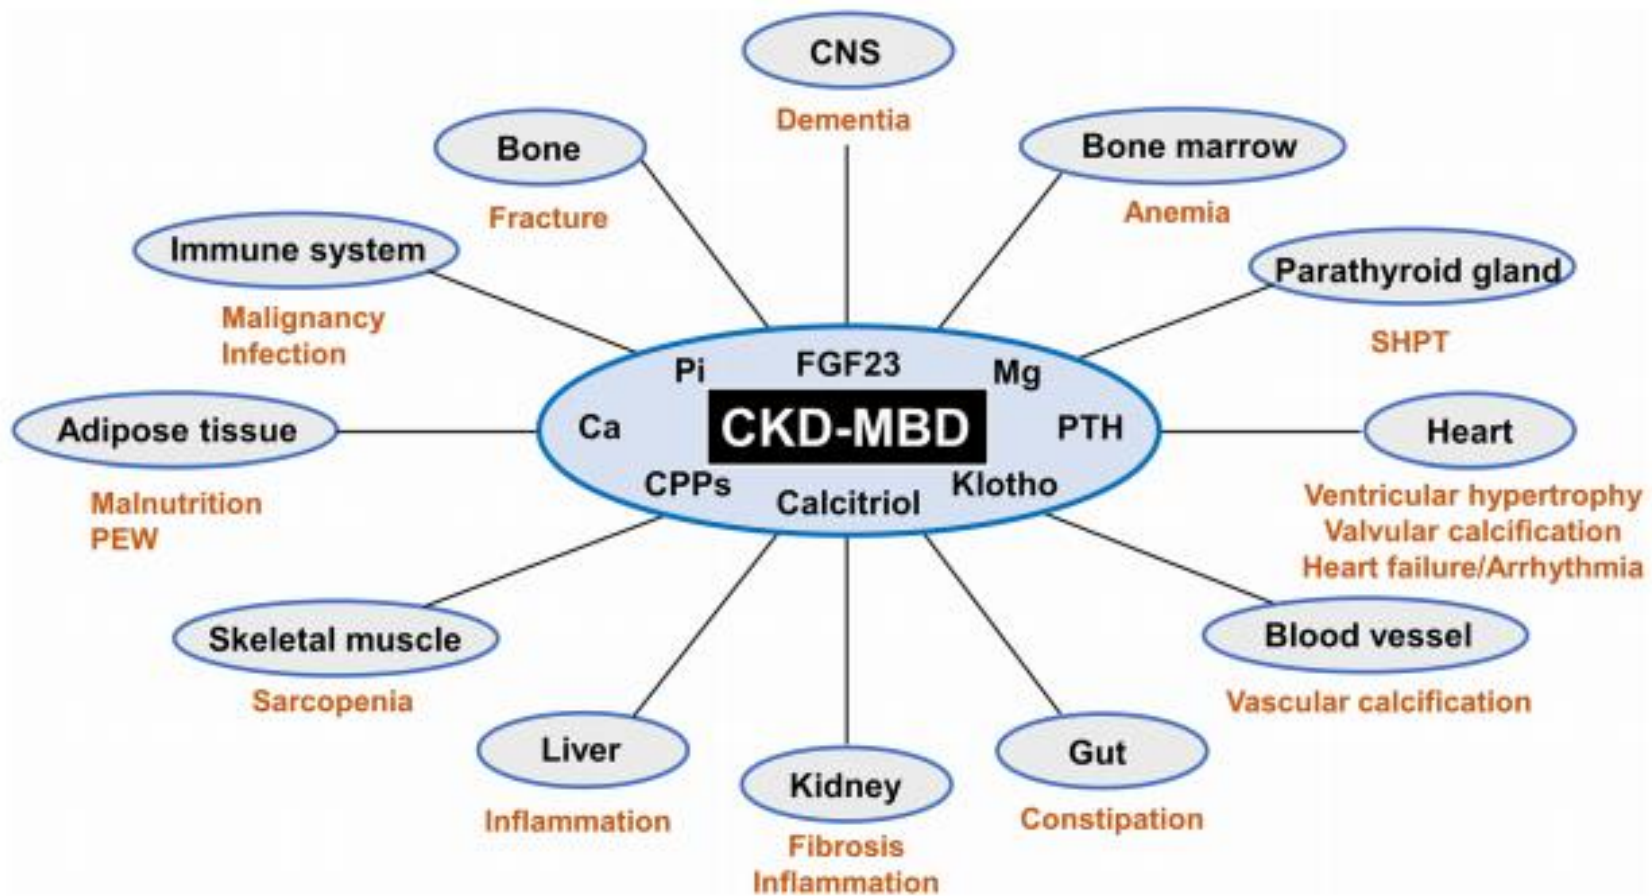 CNS
Dementia
Bone
Fracture
Bone marrow
Anemia
Immune system
Malignancy
Infection
Parathyroid gland
SHPT
Pi
FGF23
Mg
Ca
CKD-MBD
PTH
CPPs
Calcitriol
Klotho
Adipose tissue
Malnutrition
PEW
Heart
Ventricular hypertrophy
Valvular calcification
Heart failure/Arrhythmia
Skeletal muscle
Sarcopenia
Blood vessel
Vascular calcification
Liver
Inflammation
Kidney
Fibrosis
Inflammation
Gut
Constipation